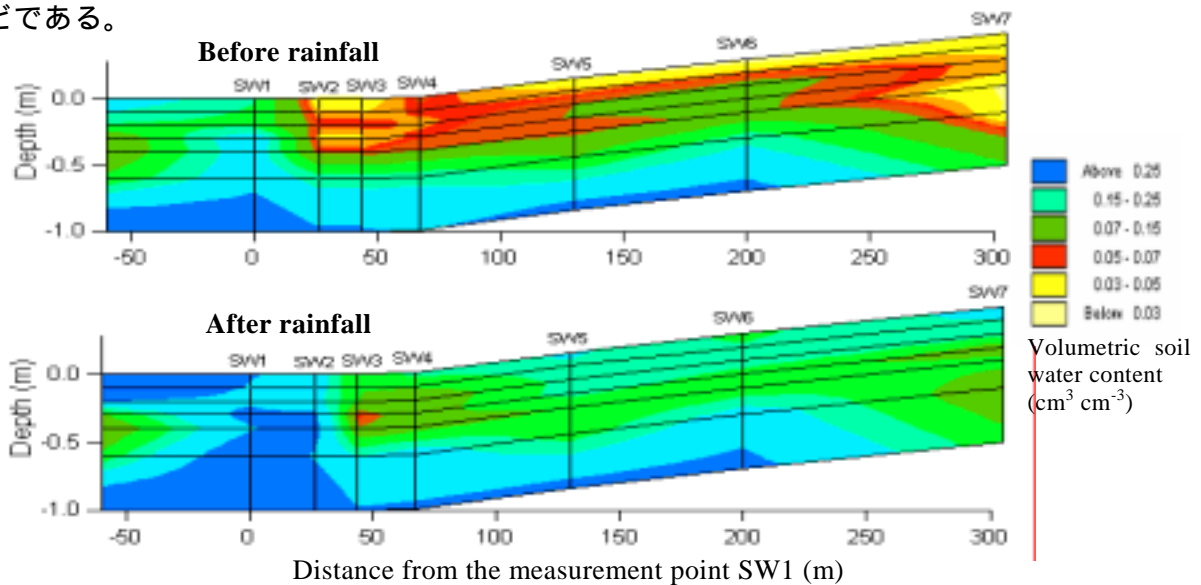 どである。
Before rainfall
SW1 SW2 SW3 SW4 SW5 SW6 SW7
Depth (m)
0.0
-0.5
-1.0
-50 0 50 100 150 200 250 300
Above 0.25
0.15 - 0.25
0.07 - 0.15
0.05 - 0.07
0.03 - 0.05
Below 0.03
Volumetric soil
water content
(cm³ cm⁻³)
After rainfall
SW1 SW2 SW3 SW4 SW5 SW6 SW7
Depth (m)
0.0
-0.5
-1.0
-50 0 50 100 150 200 250 300
Distance from the measurement point SW1 (m)